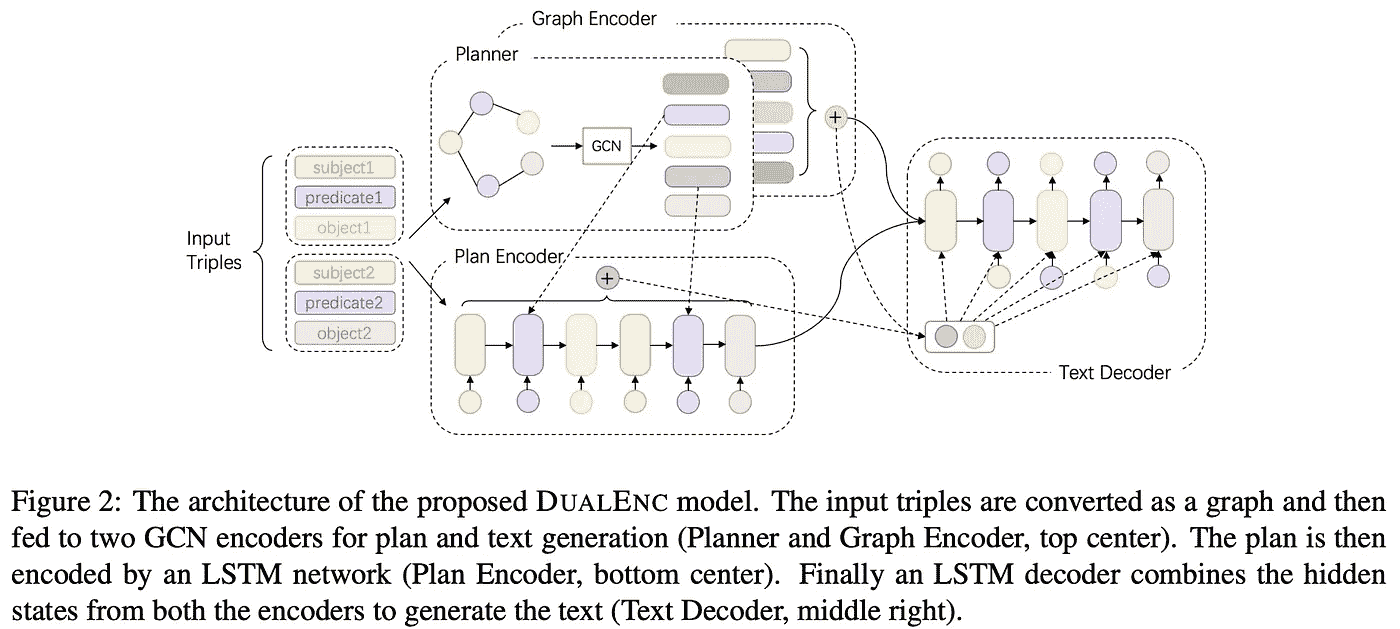 Graph Encoder
Planner
GCN
+
subject1
predicate1
object1
Input
Triples
subject2
predicate2
object2
Plan Encoder
+
Text Decoder
Figure 2: The architecture of the proposed DUALENC model. The input triples are converted as a graph and then
fed to two GCN encoders for plan and text generation (Planner and Graph Encoder, top center). The plan is then
encoded by an LSTM network (Plan Encoder, bottom center). Finally an LSTM decoder combines the hidden
states from both the encoders to generate the text (Text Decoder, middle right).